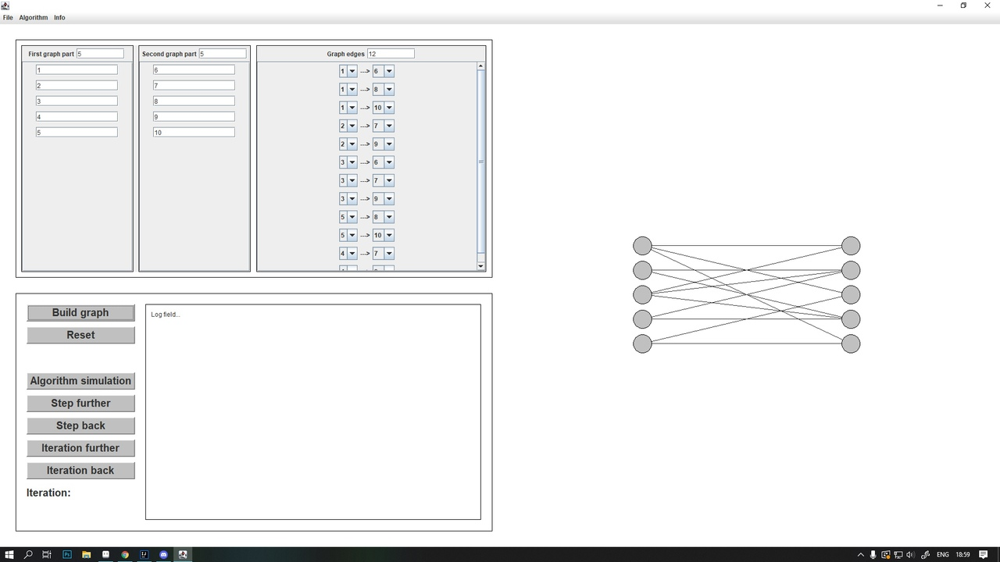 File Algorithm Info
First graph part 5 Second graph part 5 Graph edges 12
1 6 1 ---> 6
2 7 1 ---> 8
3 8 1 ---> 10
4 9 2 ---> 7
5 10 2 ---> 9
3 ---> 6
3 ---> 7
3 ---> 9
5 ---> 8
5 ---> 10
4 ---> 7
Build graph
Log field...
Reset
Algorithm simulation
Step further
Step back
Iteration further
Iteration back
Iteration:
ENG 18:59